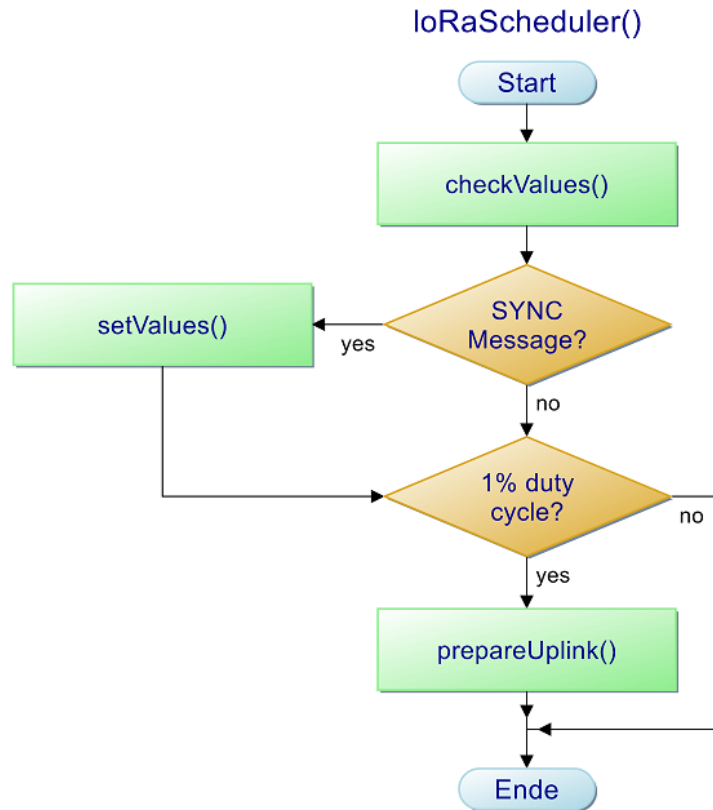 loRaScheduler()
Start
checkValues()
SYNC
Message?
yes
setValues()
no
1% duty
cycle?
no
yes
prepareUplink()
Ende